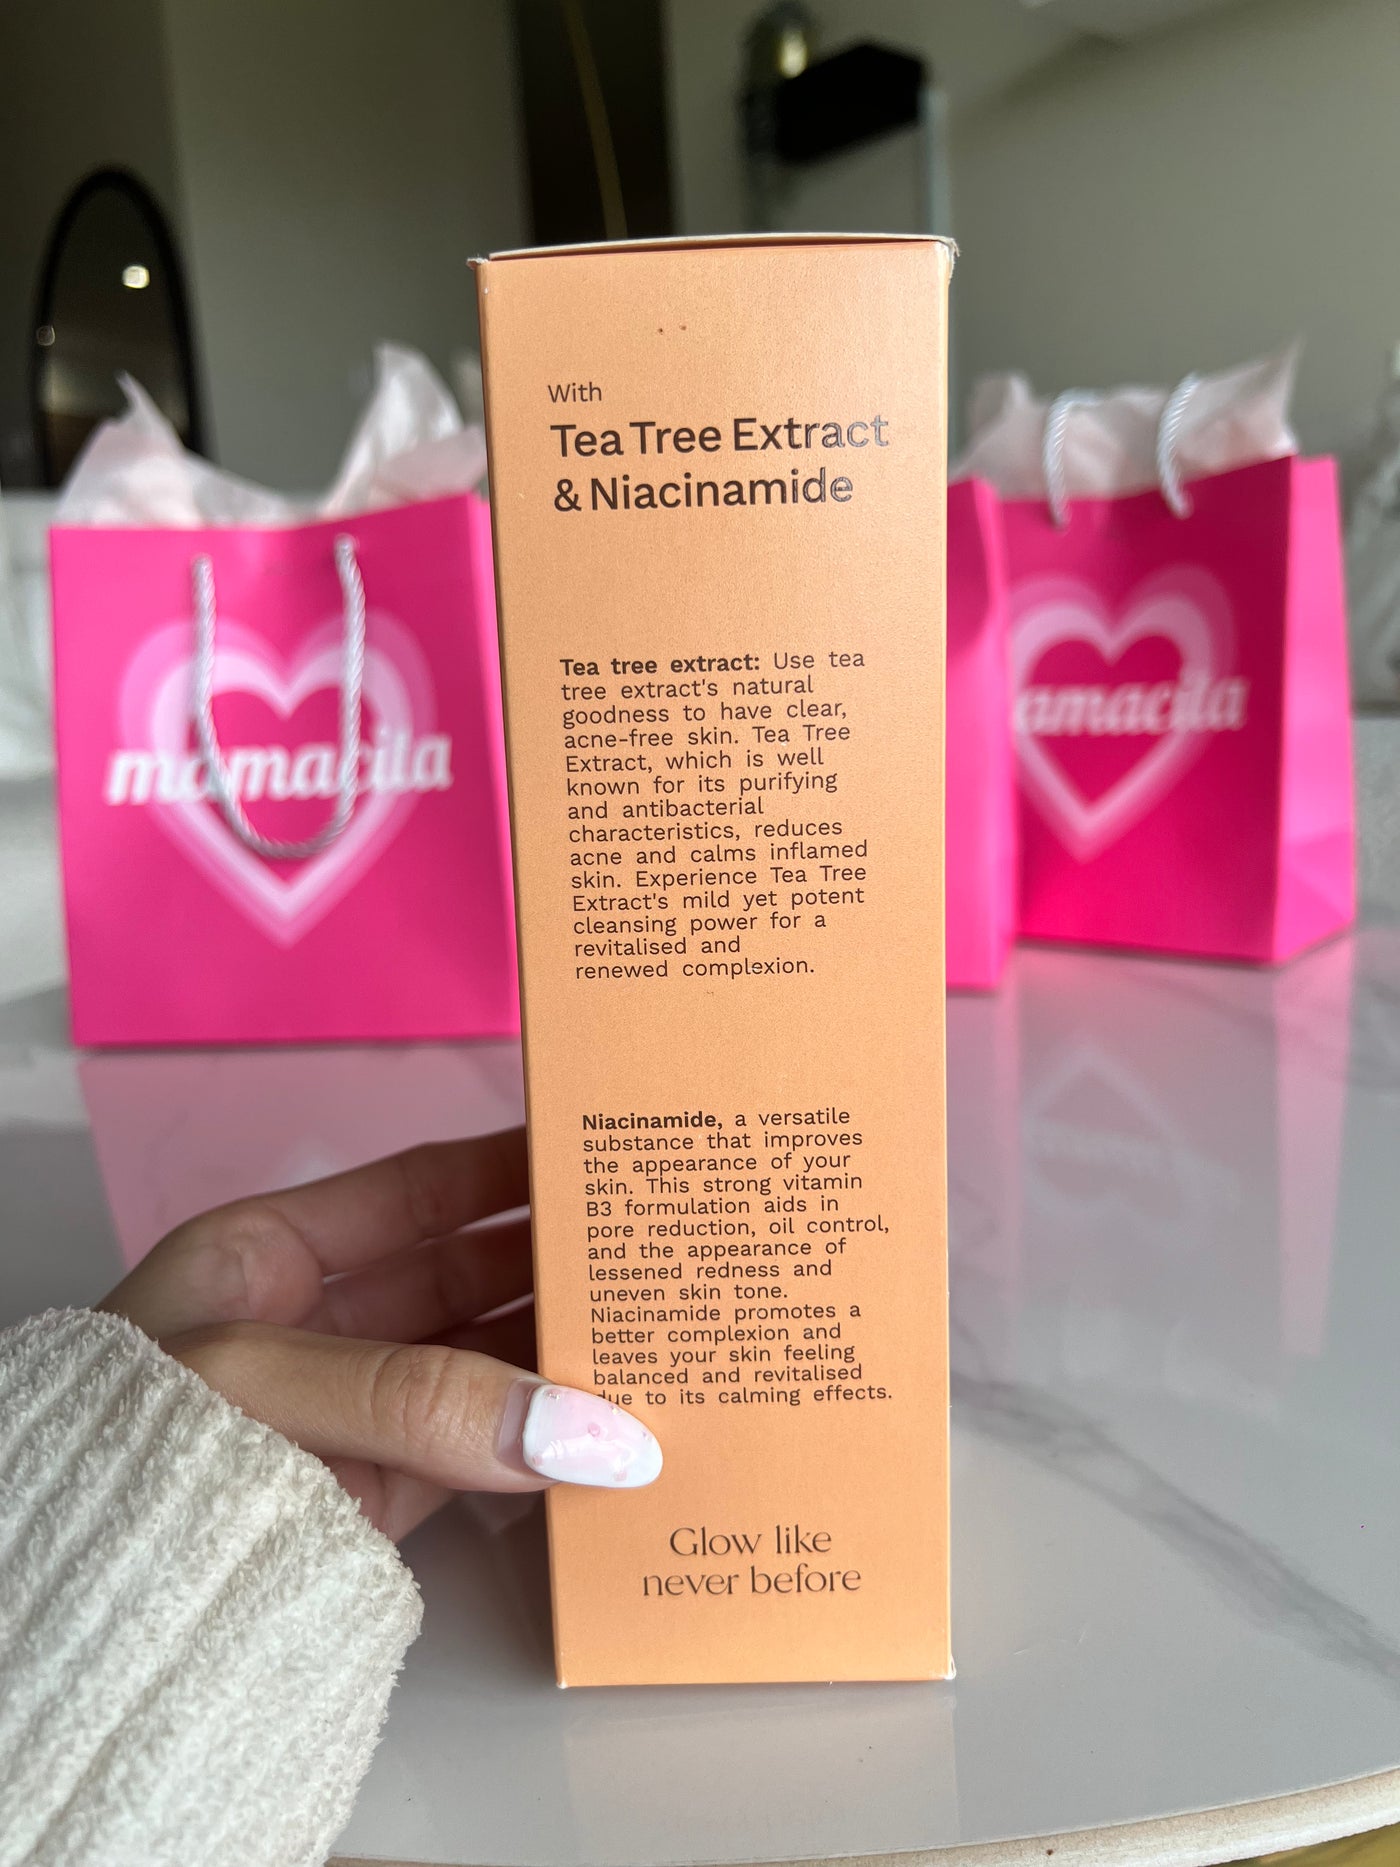 With
Tea Tree Extract
& Niacinamide
Tea tree extract: Use tea
tree extract's natural
goodness to have clear,
acne-free skin. Tea Tree
Extract, which is well
known for its purifying
and antibacterial
characteristics, reduces
acne and calms inflamed
skin. Experience Tea Tree
Extract's mild yet potent
cleansing power for a
revitalised and
renewed complexion.
Niacinamide, a versatile
substance that improves
the appearance of your
skin. This strong vitamin
B3 formulation aids in
pore reduction, oil control,
and the appearance of
lessened redness and
uneven skin tone.
Niacinamide promotes a
better complexion and
leaves your skin feeling
balanced and revitalised
due to its calming effects.
Glow like
never before
mamacita
amacita